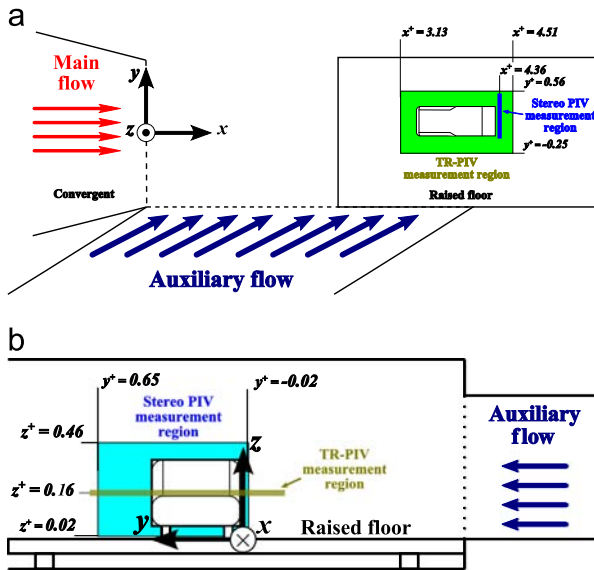 a
x+ = 3.13
x+ = 4.51
x+ = 4.36
y+ = 0.56
Main
flow
y
z
x
Stereo PIV
measurement
region
y+ = -0.25
TR-PIV
measurement region
Convergent
Raised floor
Auxiliary flow
b
y+ = 0.65
y+ = -0.02
Stereo PIV
measurement
region
Auxiliary
flow
z+ = 0.46
z
TR-PIV
measurement
region
z+ = 0.16
z+ = 0.02
y
x
Raised floor